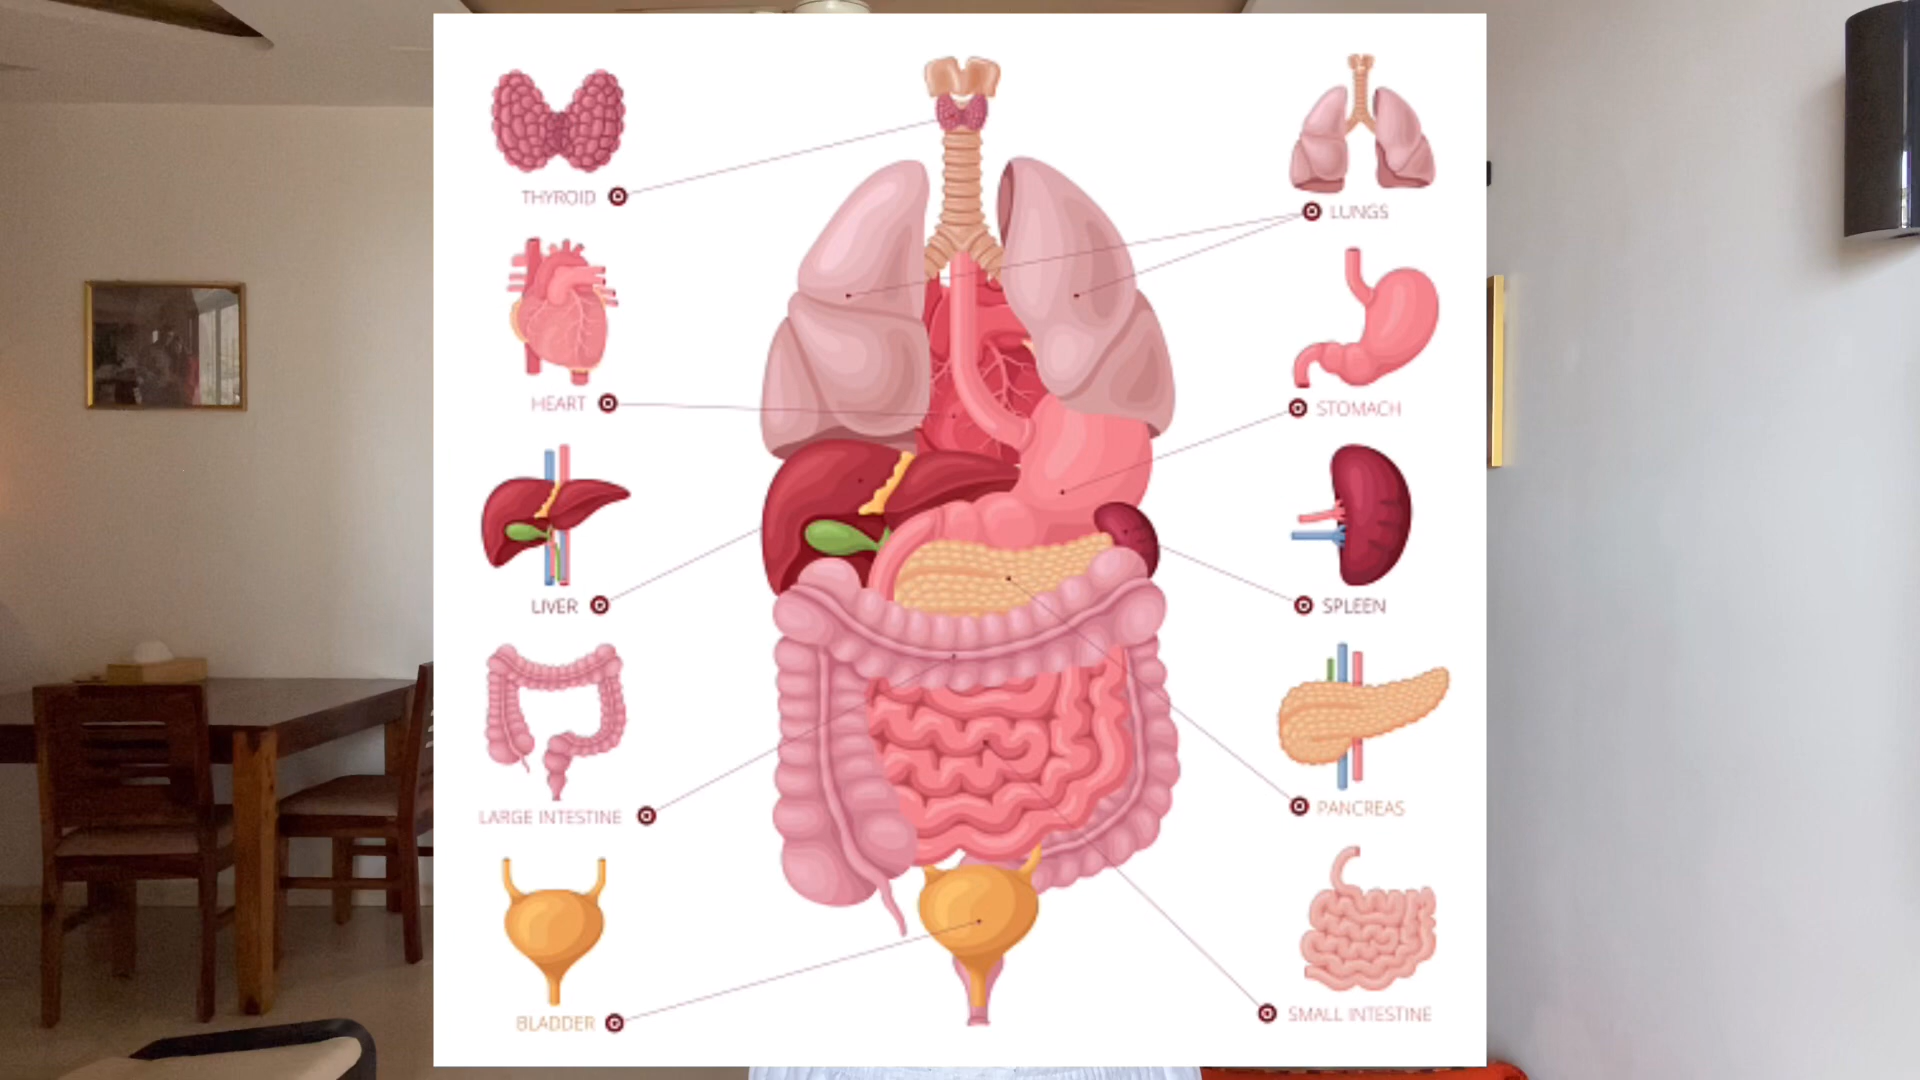 THYROID
LUNGS
HEART
STOMACH
LIVER
SPLEEN
LARGE INTESTINE
PANCREAS
BLADDER
SMALL INTESTINE